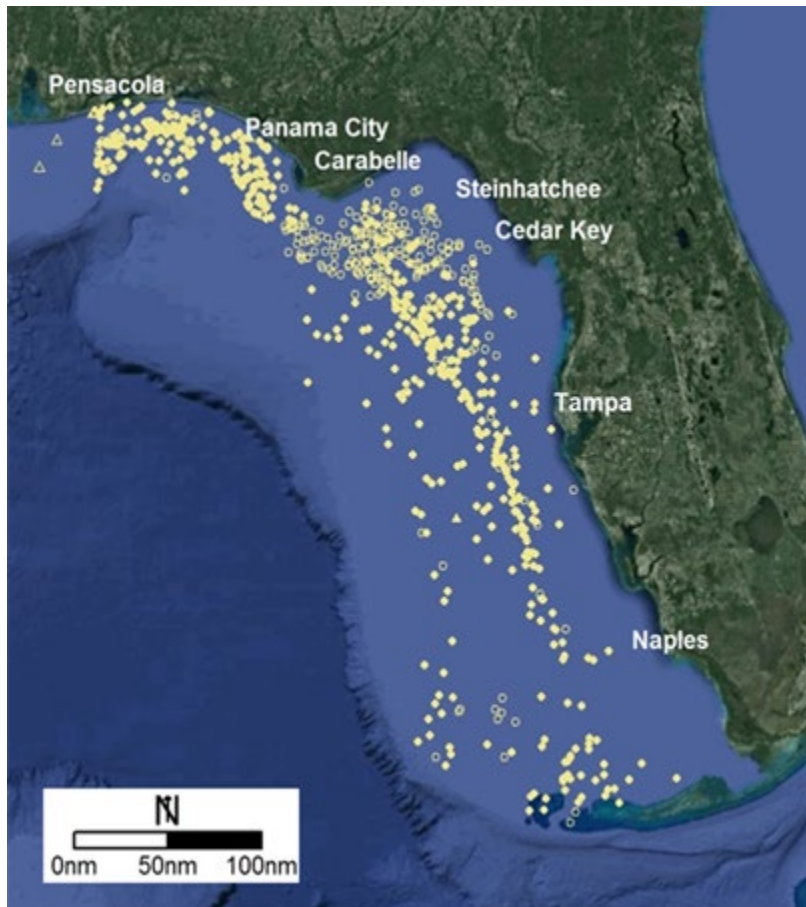 Pensacola
Panama City
Carabelle
Steinhatchee
Cedar Key
Tampa
Naples
N
0nm 50nm 100nm